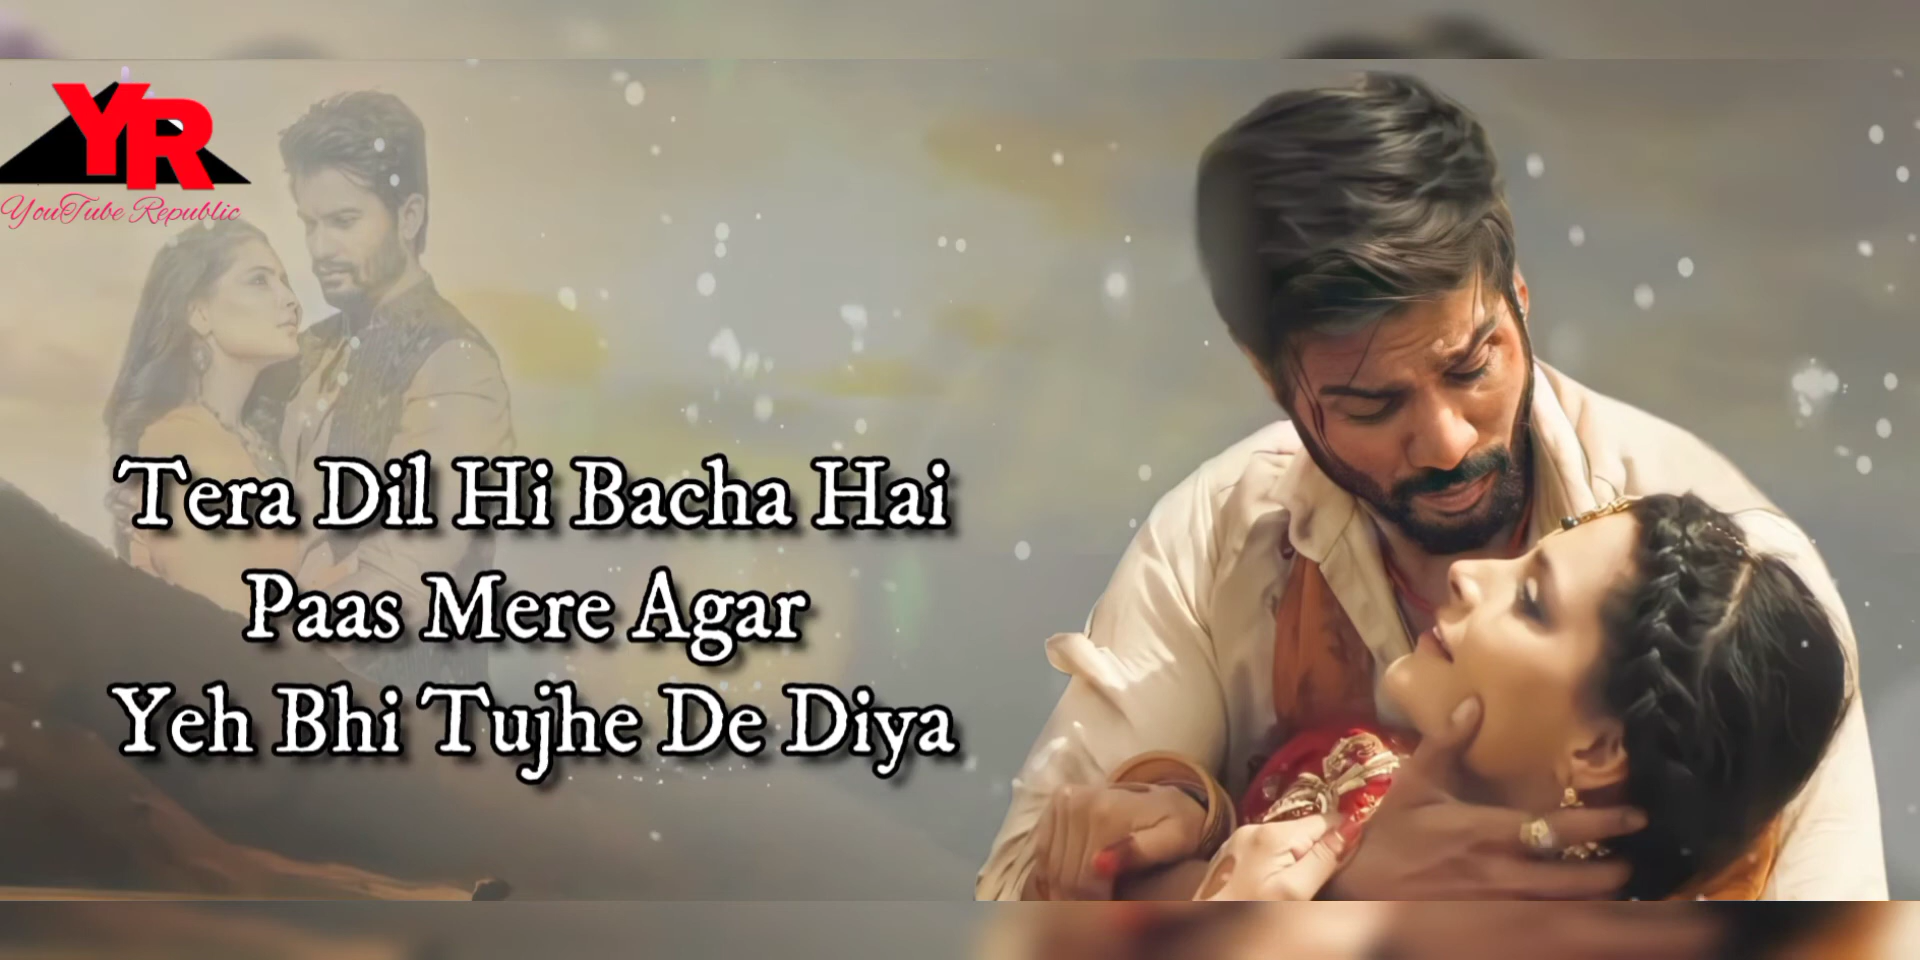 YR
YouTube Republic
Tera Dil Hi Bacha Hai
Paas Mere Agar
Yeh Bhi Tujhe De Diya